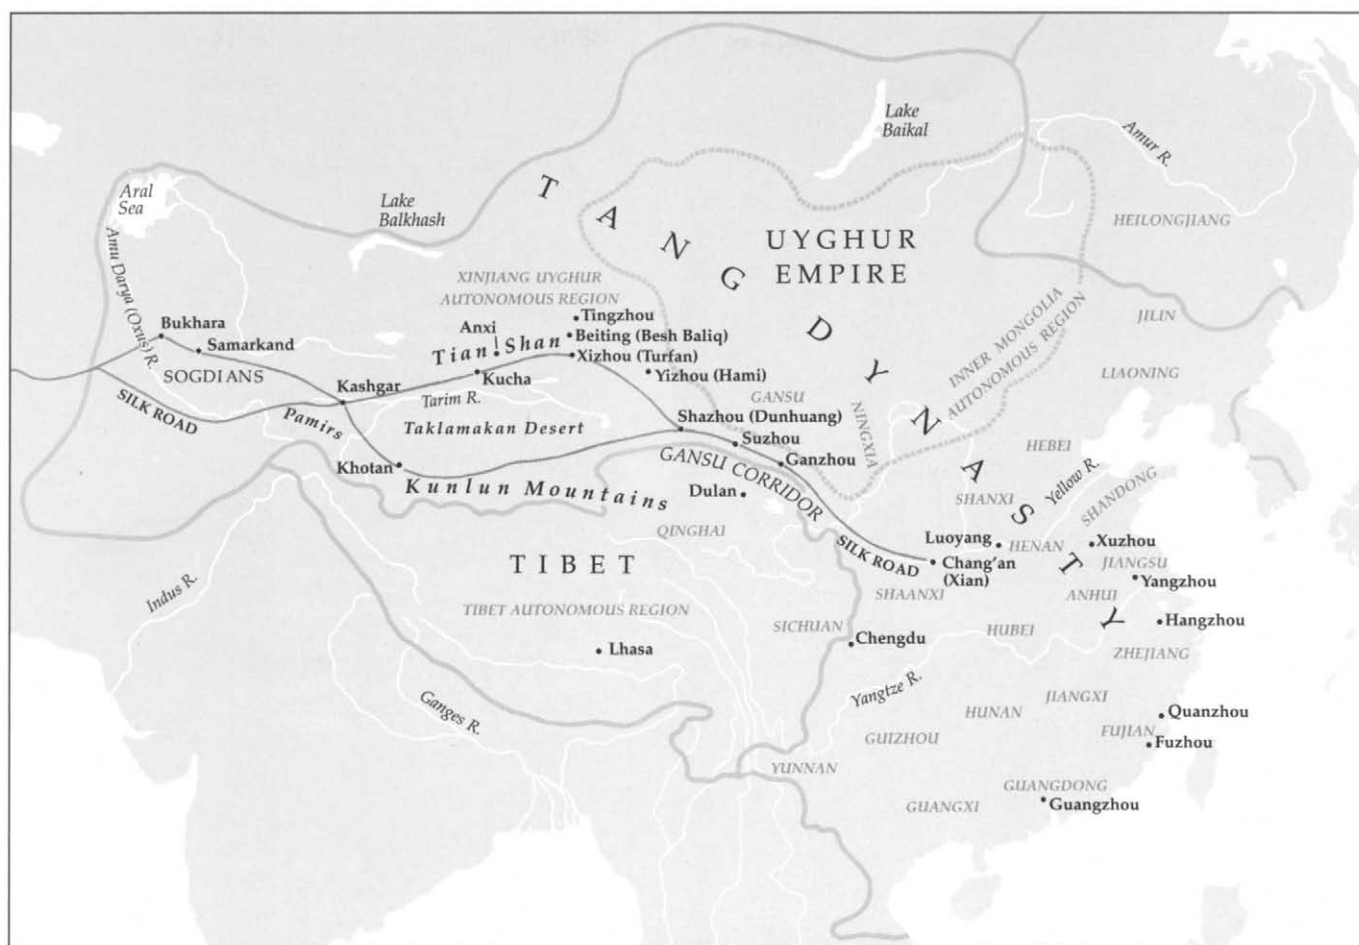 Lake
Baikal
Amur R.
TANG DYNASTY
Aral
Sea
Lake
Balkhash
HEILONGJIANG
UYGHUR
EMPIRE
Amu Darya (Oxus) R.
XINJIANG UYGHUR
AUTONOMOUS REGION
INNER MONGOLIA
AUTONOMOUS REGION
JILIN
Tingzhou
Bukhara
Anxi
Beiting (Besh Baliq)
Samarkand
Tian Shan
Xizhou (Turfan)
SOGDIANS
Kucha
Yizhou (Hami)
LIAONING
Kashgar
Tarim R.
GANSU
SILK ROAD
Pamirs
Taklamakan Desert
Shazhou (Dunhuang)
NINGXIA
Suzhou
HEBEI
Khotan
GANSU CORRIDOR
Ganzhou
Kunlun Mountains
Dulan
SHANXI
Yellow R.
SHANDONG
QINGHAI
SILK ROAD
Luoyang
HENAN
Xuzhou
TIBET
Chang'an
(Xian)
JIANGSU
Yangzhou
Indus R.
SHAANXI
ANHUI
TIBET AUTONOMOUS REGION
SICHUAN
Chengdu
HUBEI
Hangzhou
Lhasa
ZHEJIANG
Yangtze R.
Ganges R.
JIANGXI
HUNAN
Quanzhou
FUJIAN
GUIZHOU
Fuzhou
YUNNAN
GUANGDONG
GUANGXI
Guangzhou